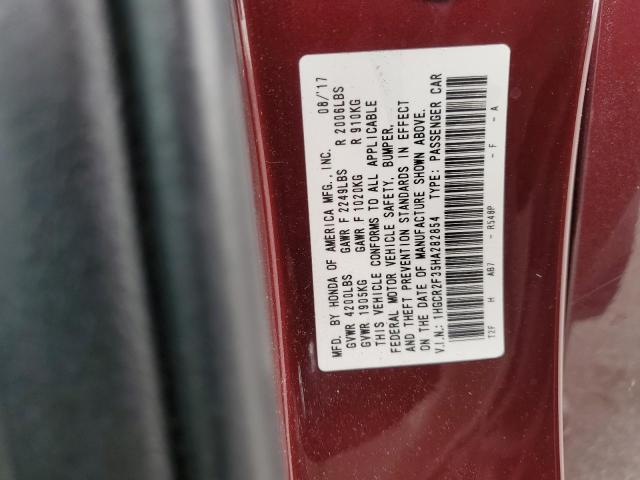 MFD. BY HONDA OF AMERICA MFG., INC. 08/'17
GVWR 4200LBS GAWR F 2249LBS R 2006LBS
GVWR 1905KG GAWR F 1020KG R 910KG
THIS VEHICLE CONFORMS TO ALL APPLICABLE
FEDERAL MOTOR VEHICLE SAFETY, BUMPER,
AND THEFT PREVENTION STANDARDS IN EFFECT
ON THE DATE OF MANUFACTURE SHOWN ABOVE.
V.I.N.: 1HGCR2F35HA282854 TYPE: PASSENGER CAR
T2F H AB7 - R548P - F - A